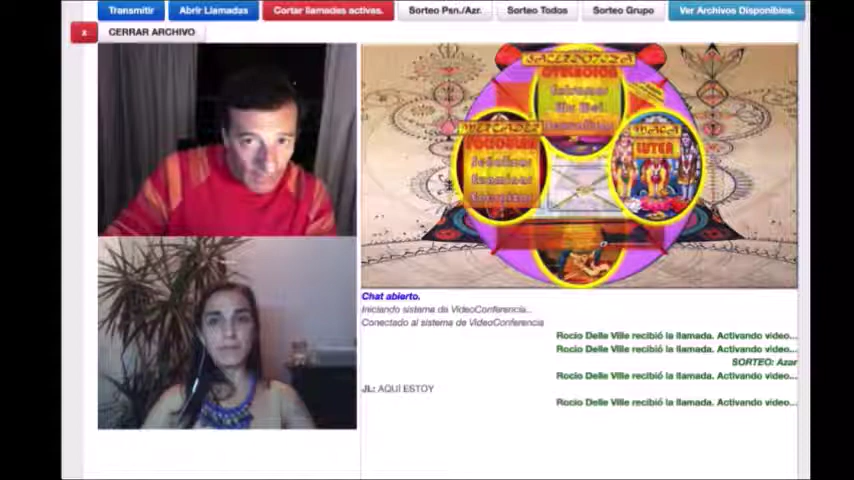 Transmitir
Abrir Llamadas
Cortar llamadas activas.
Sorteo Psn./Azr.
Sorteo Todos
Sorteo Grupo
Ver Archivos Disponibles.
x
CERRAR ARCHIVO
Chat abierto.
Iniciando sistema de VideoConferencia...
Conectado al sistema de VideoConferencia
Rocio Delle Ville recibió la llamada. Activando video...
Rocio Delle Ville recibió la llamada. Activando video...
SORTEO: Azar
Rocio Delle Ville recibió la llamada. Activando video...
JL: AQUÍ ESTOY
Rocio Delle Ville recibió la llamada. Activando video...